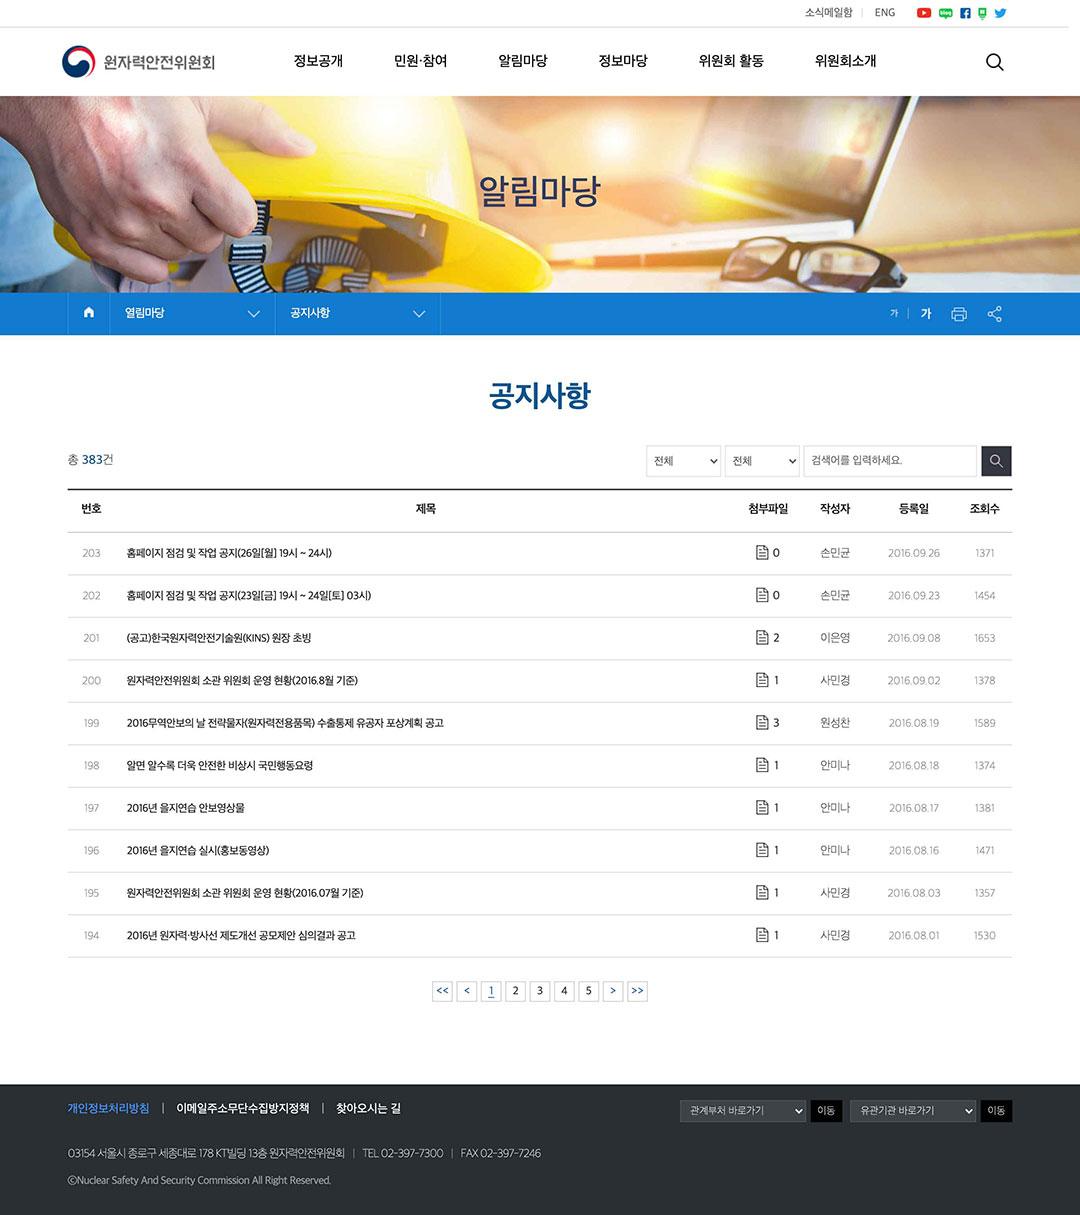 소식메일함 | ENG
원자력안전위원회 정보공개 민원·참여 알림마당 정보마당 위원회 활동 위원회소개
알림마당
알림마당 공지사항 가 | 가
공지사항
총 383건 전체 전체 검색어를 입력하세요.
번호 제목 첨부파일 작성자 등록일 조회수
203 홈페이지 점검 및 작업 공지(26일[월] 19시 ~ 24시) 0 손민균 2016.09.26 1371
202 홈페이지 점검 및 작업 공지(23일[금] 19시 ~ 24일[토] 03시) 0 손민균 2016.09.23 1454
201 (공고)한국원자력안전기술원(KINS) 원장 초빙 2 이은영 2016.09.08 1653
200 원자력안전위원회 소관 위원회 운영 현황(2016.8월 기준) 1 사민경 2016.09.02 1378
199 2016무역안보의 날 전략물자(원자력전용품목) 수출통제 유공자 포상계획 공고 3 원성찬 2016.08.19 1589
198 알면 알수록 더욱 안전한 비상시 국민행동요령 1 안미나 2016.08.18 1374
197 2016년 을지연습 안보영상물 1 안미나 2016.08.17 1381
196 2016년 을지연습 실시(홍보동영상) 1 안미나 2016.08.16 1471
195 원자력안전위원회 소관 위원회 운영 현황(2016.07월 기준) 1 사민경 2016.08.03 1357
194 2016년 원자력·방사선 제도개선 공모제안 심의결과 공고 1 사민경 2016.08.01 1530
<< < 1 2 3 4 5 > >>
개인정보처리방침 | 이메일주소무단수집방지정책 | 찾아오시는 길 관계부처 바로가기 이동 유관기관 바로가기 이동
03154 서울시 종로구 세종대로 178 KT빌딩 13층 원자력안전위원회 | TEL 02-397-7300 | FAX 02-397-7246
ⓒNuclear Safety And Security Commission All Right Reserved.